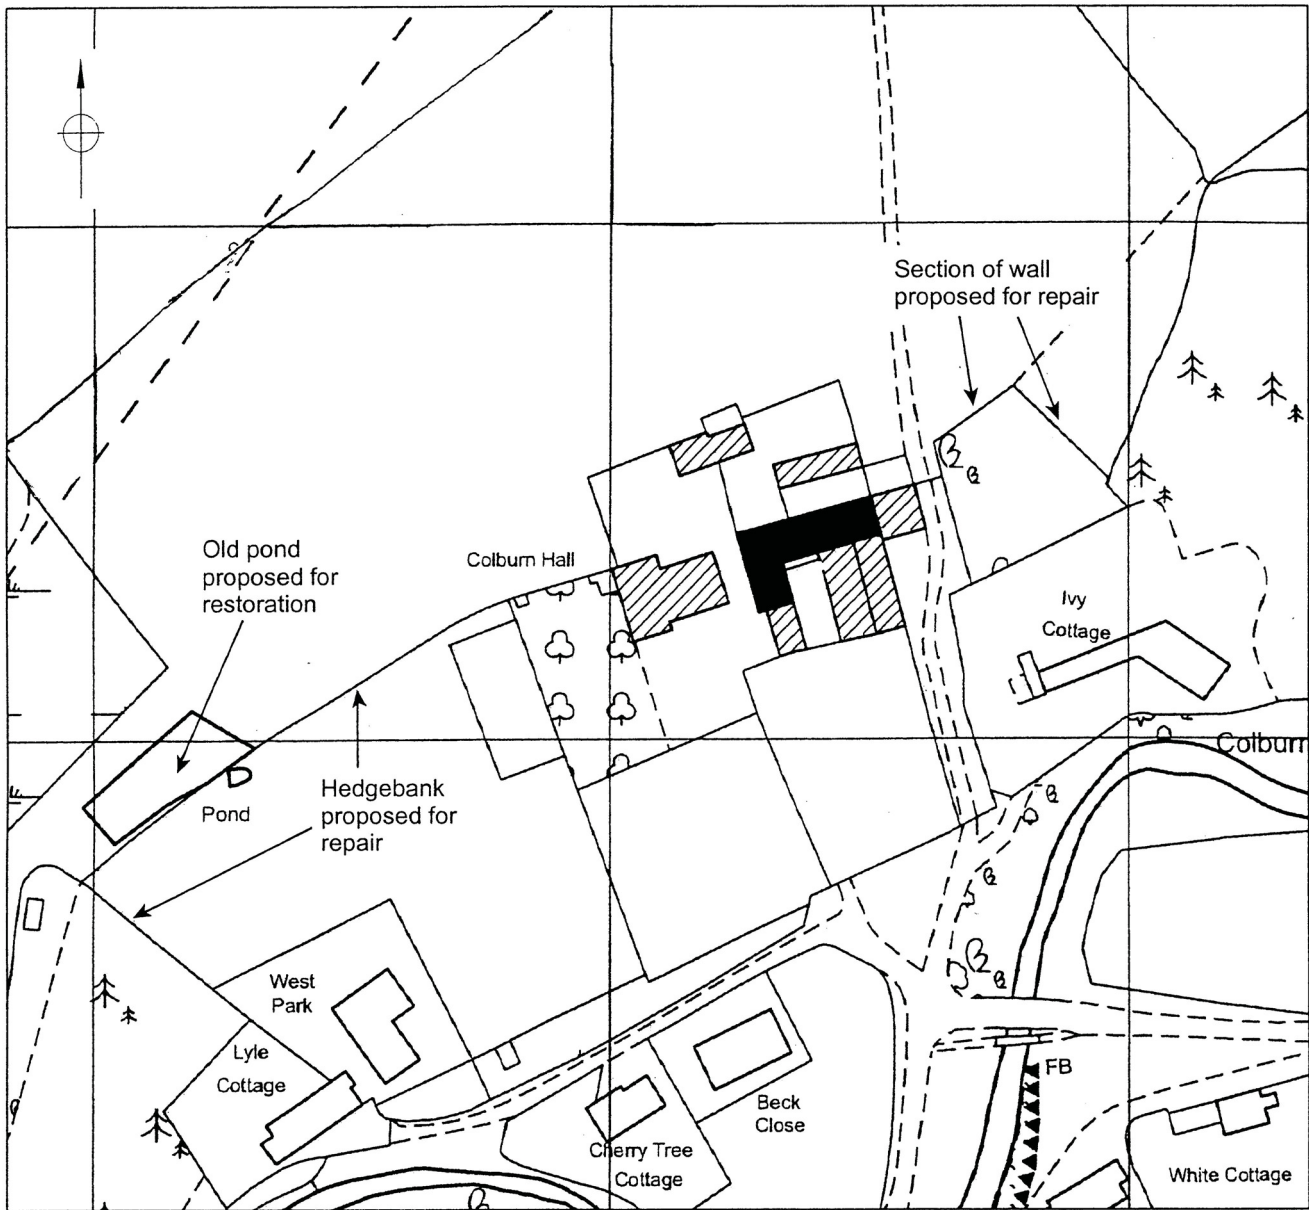 Section of wall
proposed for repair
Old pond
proposed for
restoration
Colburn Hall
Ivy
Cottage
Colburn
Pond
Hedgebank
proposed for
repair
West
Park
Lyle
Cottage
FB
Beck
Close
Cherry Tree
Cottage
White Cottage